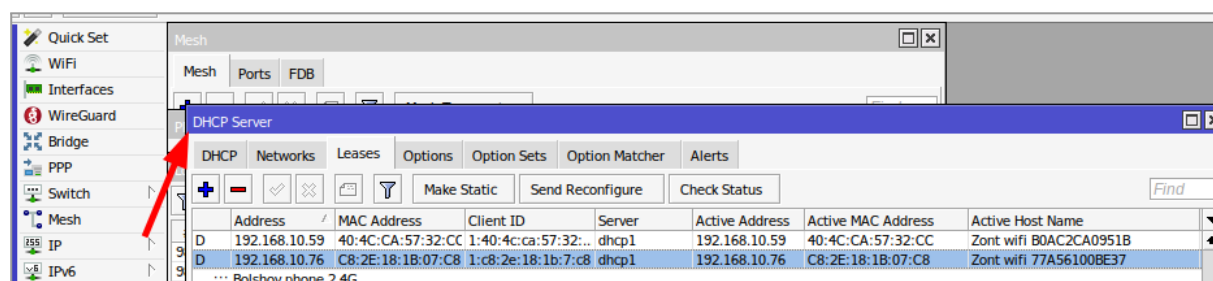 Quick Set
WiFi
Interfaces
WireGuard
Bridge
PPP
Switch
Mesh
IP
IPv6
Mesh
Mesh Ports FDB
DHCP Server
DHCP Networks Leases Options Option Sets Option Matcher Alerts
Make Static Send Reconfigure Check Status Find
Address MAC Address Client ID Server Active Address Active MAC Address Active Host Name
D 192.168.10.59 40:4C:CA:57:32:CC 1:40:4c:ca:57:32:.. dhcp1 192.168.10.59 40:4C:CA:57:32:CC Zont wifi B0AC2CA0951B
D 192.168.10.76 C8:2E:18:1B:07:C8 1:c8:2e:18:1b:7:c8 dhcp1 192.168.10.76 C8:2E:18:1B:07:C8 Zont wifi 77A56100BE37
::: Bolshoy phone 2.4G